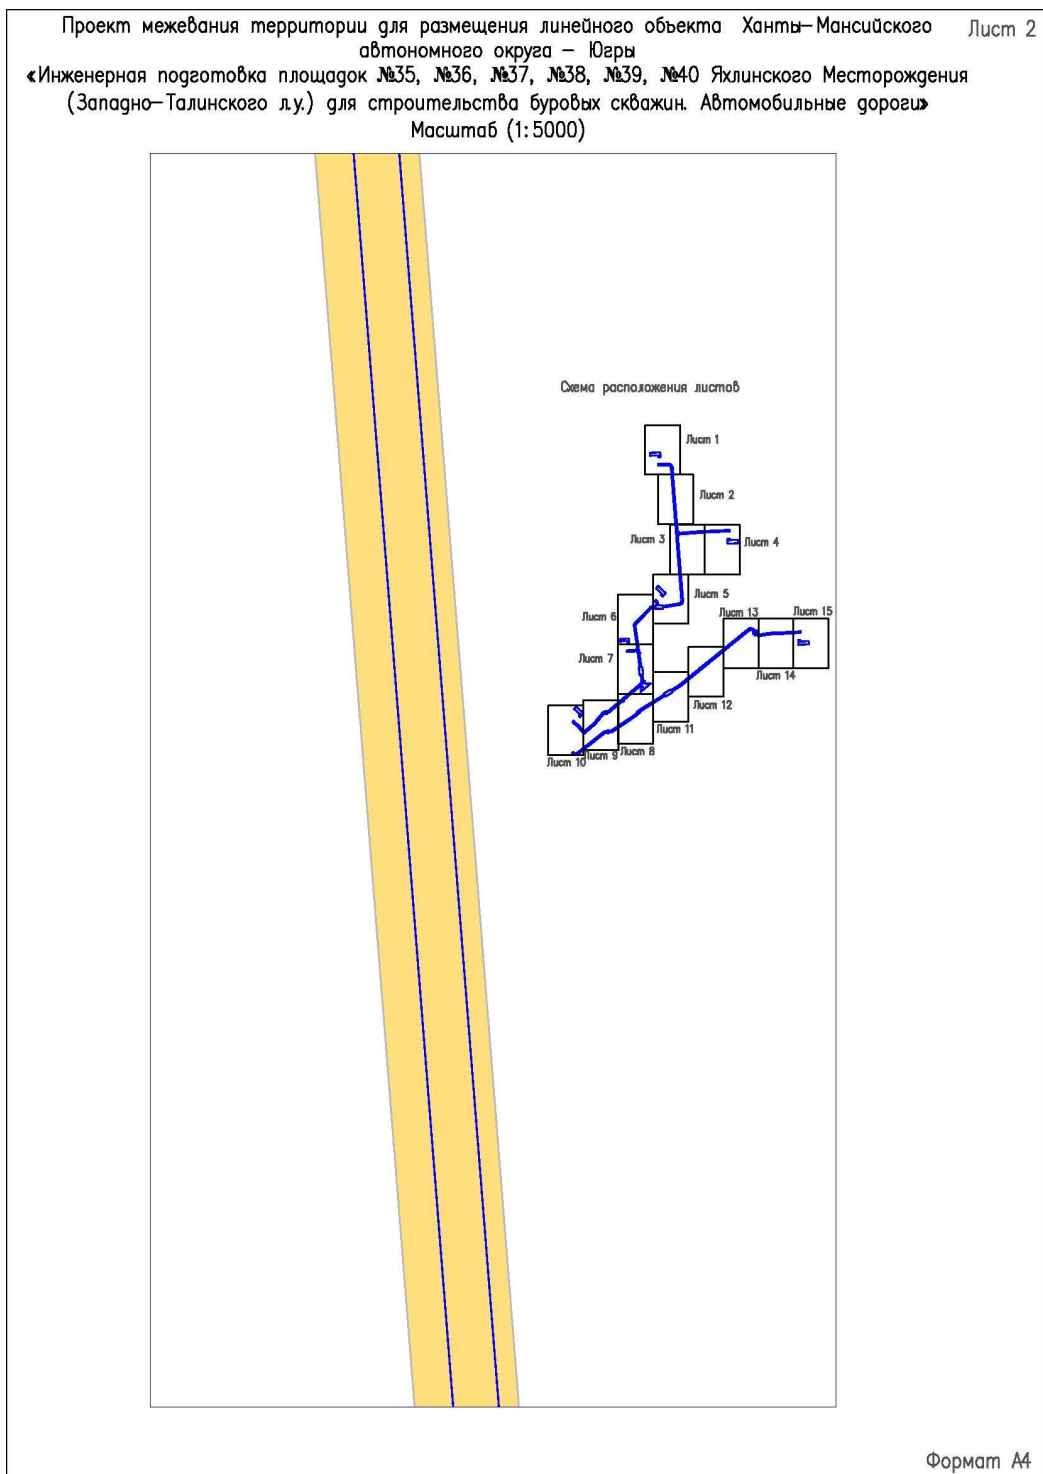 Проект межевания территории для размещения линейного объекта Ханты-Мансийского
Лист 2
автономного округа – Югры
«Инженерная подготовка площадок №35, №36, №37, №38, №39, №40 Яхлинского Месторождения
(Западно-Талинского л.у.) для строительства буровых скважин. Автомобильные дороги»
Масштаб (1:5000)
Схема расположения листов
Лист 1
Лист 2
Лист 3
Лист 4
Лист 5
Лист 6
Лист 13
Лист 15
Лист 7
Лист 14
Лист 12
Лист 11
Лист 8
Лист 9
Лист 10
Формат А4